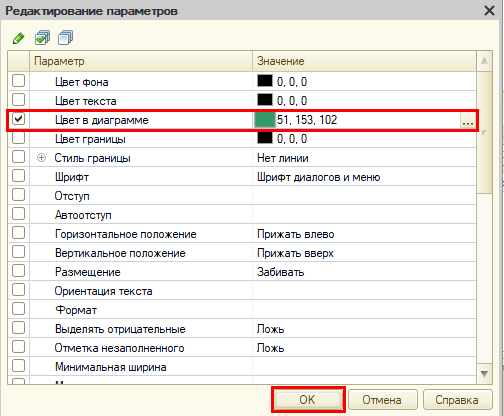 Редактирование параметров
Параметр Значение
Цвет фона 0, 0, 0
Цвет текста 0, 0, 0
Цвет в диаграмме 51, 153, 102 ...
Цвет границы 0, 0, 0
Стиль границы Нет линии
Шрифт Шрифт диалогов и меню
Отступ
Автоотступ
Горизонтальное положение Прижать влево
Вертикальное положение Прижать вверх
Размещение Забивать
Ориентация текста
Формат
Выделять отрицательные Ложь
Отметка незаполненного Ложь
Минимальная ширина
OK Отмена Справка